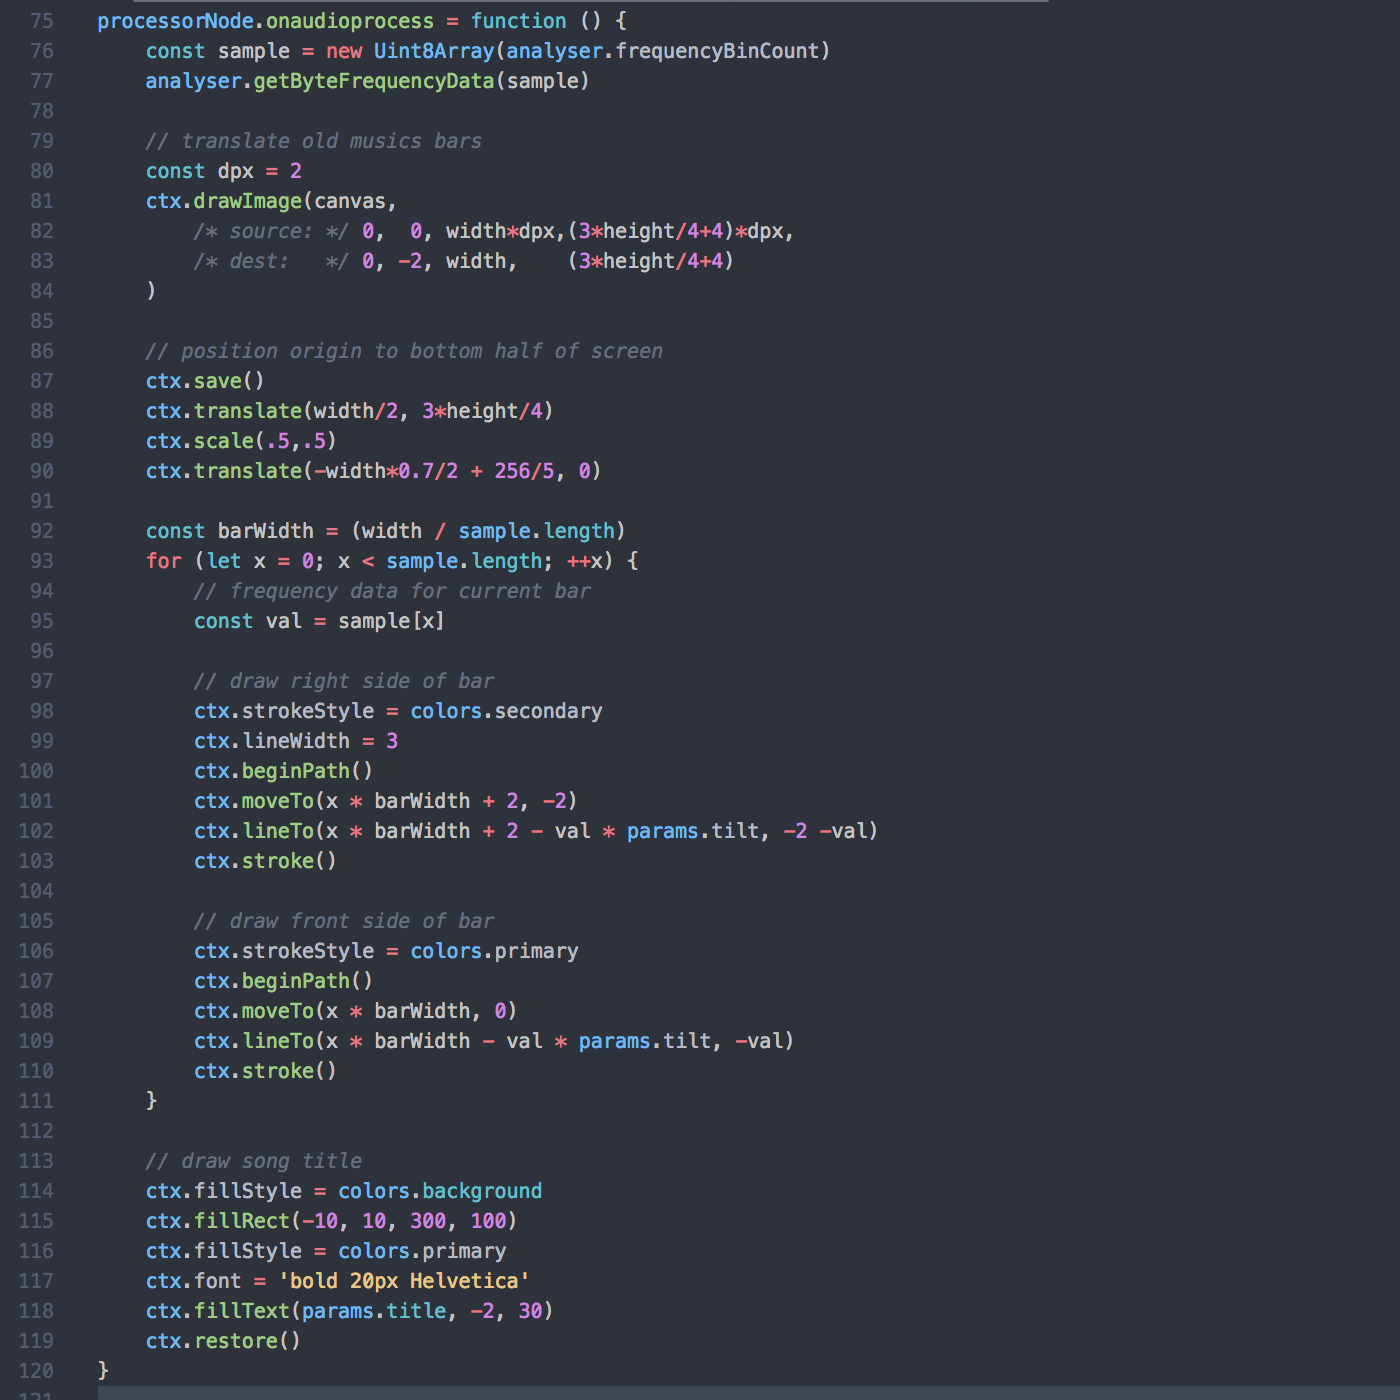 75 processorNode.onaudioprocess = function () {
76     const sample = new Uint8Array(analyser.frequencyBinCount)
77     analyser.getByteFrequencyData(sample)
78
79     // translate old musics bars
80     const dpx = 2
81     ctx.drawImage(canvas,
82         /* source: */ 0,  0, width*dpx,(3*height/4+4)*dpx,
83         /* dest:   */ 0, -2, width,    (3*height/4+4)
84     )
85
86     // position origin to bottom half of screen
87     ctx.save()
88     ctx.translate(width/2, 3*height/4)
89     ctx.scale(.5,.5)
90     ctx.translate(-width*0.7/2 + 256/5, 0)
91
92     const barWidth = (width / sample.length)
93     for (let x = 0; x < sample.length; ++x) {
94         // frequency data for current bar
95         const val = sample[x]
96
97         // draw right side of bar
98         ctx.strokeStyle = colors.secondary
99         ctx.lineWidth = 3
100         ctx.beginPath()
101         ctx.moveTo(x * barWidth + 2, -2)
102         ctx.lineTo(x * barWidth + 2 - val * params.tilt, -2 -val)
103         ctx.stroke()
104
105         // draw front side of bar
106         ctx.strokeStyle = colors.primary
107         ctx.beginPath()
108         ctx.moveTo(x * barWidth, 0)
109         ctx.lineTo(x * barWidth - val * params.tilt, -val)
110         ctx.stroke()
111     }
112
113     // draw song title
114     ctx.fillStyle = colors.background
115     ctx.fillRect(-10, 10, 300, 100)
116     ctx.fillStyle = colors.primary
117     ctx.font = 'bold 20px Helvetica'
118     ctx.fillText(params.title, -2, 30)
119     ctx.restore()
120 }
121